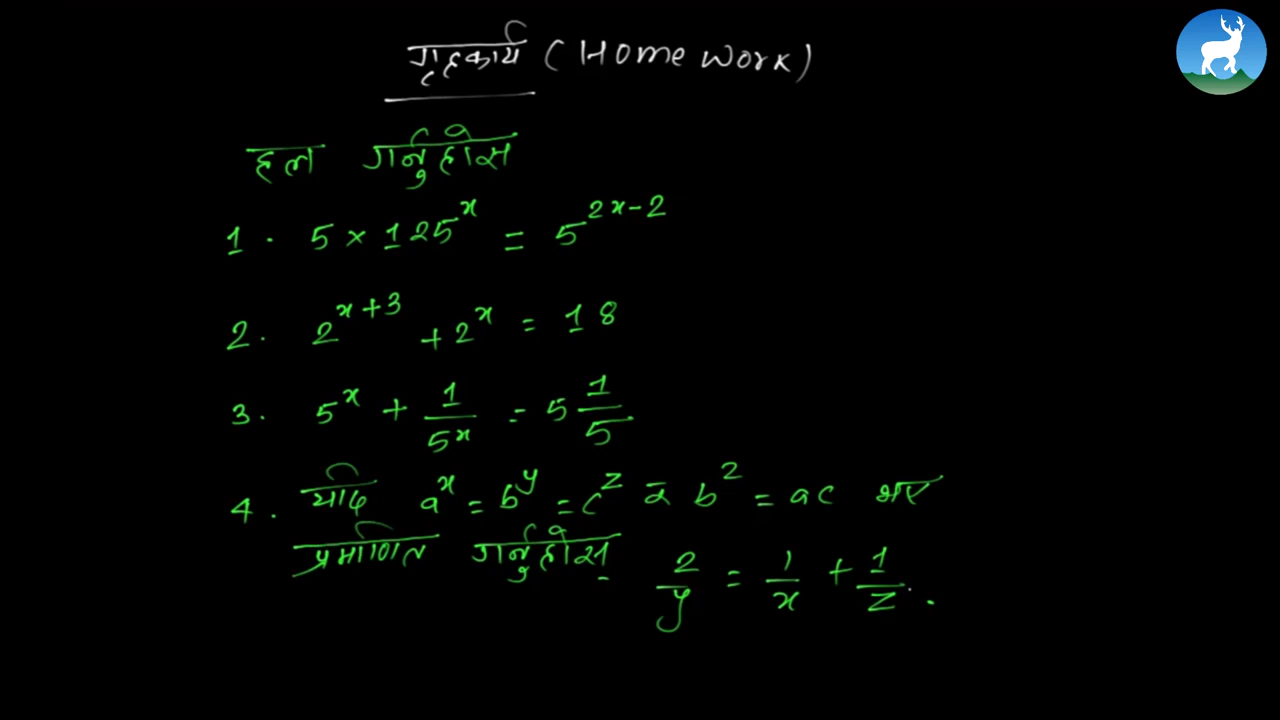 गृहकार्य (Home work)
हल गर्नुहोस
1. 5 × 125^x = 5^{2x-2}
2. 2^{x+3} + 2^x = 18
3. 5^x + 1/5^x = 5 1/5
4. यदि a^x = b^y = c^z र b^2 = ac भए
प्रमाणित गर्नुहोस् 2/y = 1/x + 1/z.